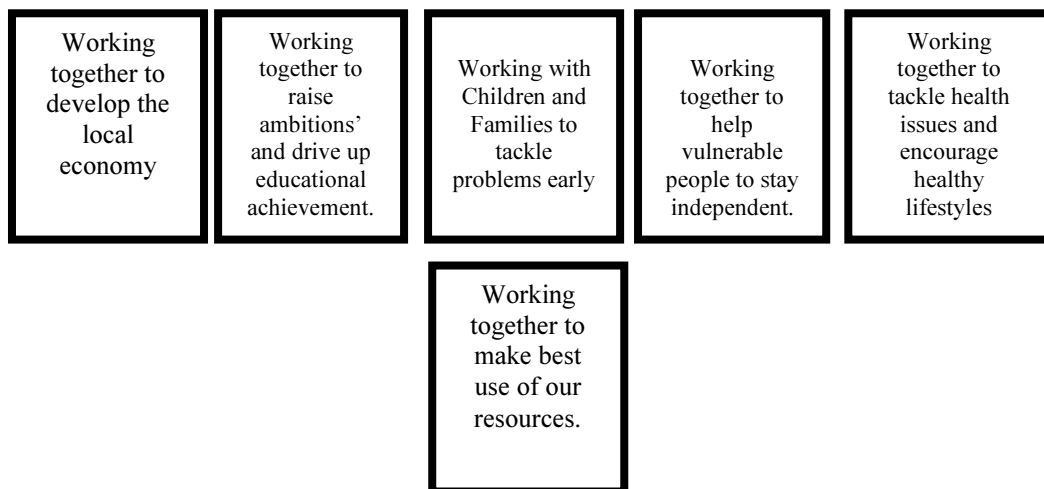 Working
together to
develop the
local
economy
Working
together to
raise
ambitions’
and drive up
educational
achievement.
Working with
Children and
Families to
tackle
problems early
Working
together to
help
vulnerable
people to stay
independent.
Working
together to
tackle health
issues and
encourage
healthy
lifestyles
Working
together to
make best
use of our
resources.